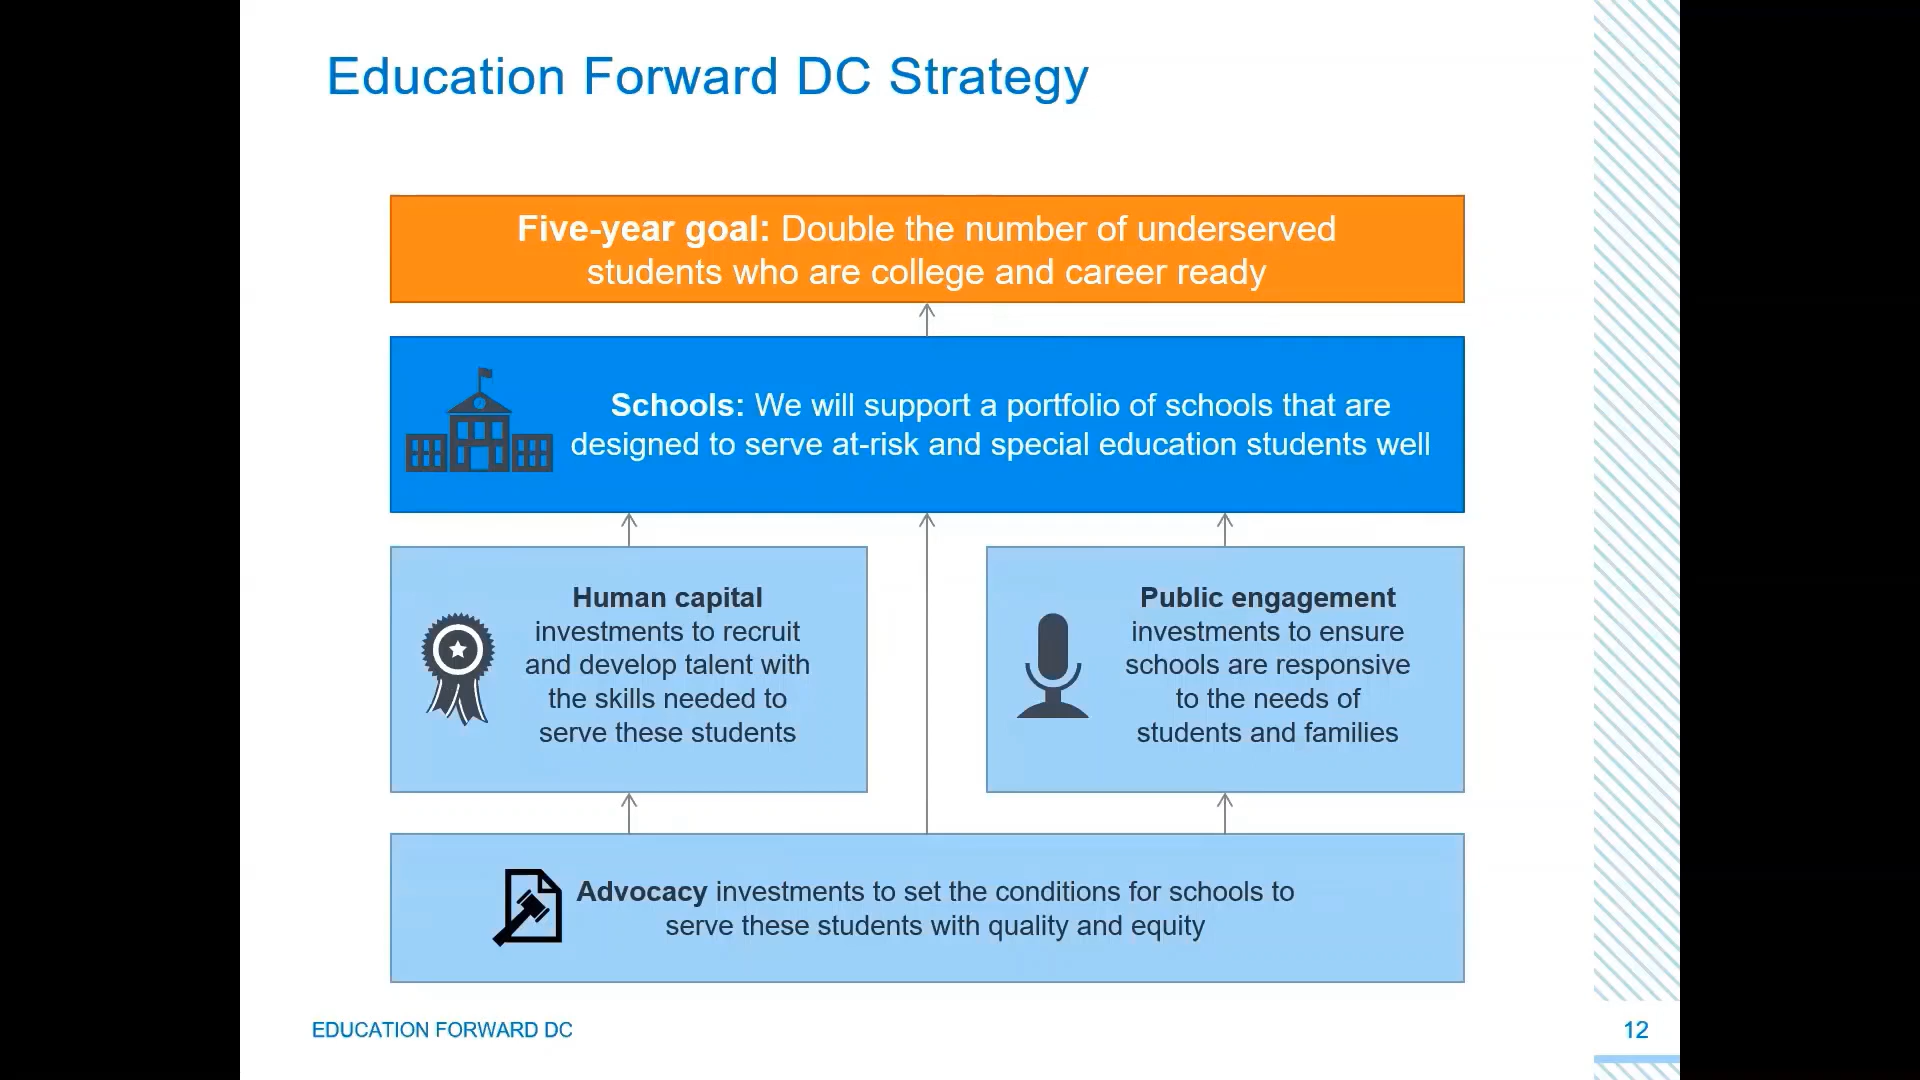 Education Forward DC Strategy
Five-year goal: Double the number of underserved
students who are college and career ready
Schools: We will support a portfolio of schools that are
designed to serve at-risk and special education students well
Human capital
investments to recruit
and develop talent with
the skills needed to
serve these students
Public engagement
investments to ensure
schools are responsive
to the needs of
students and families
Advocacy investments to set the conditions for schools to
serve these students with quality and equity
EDUCATION FORWARD DC
12